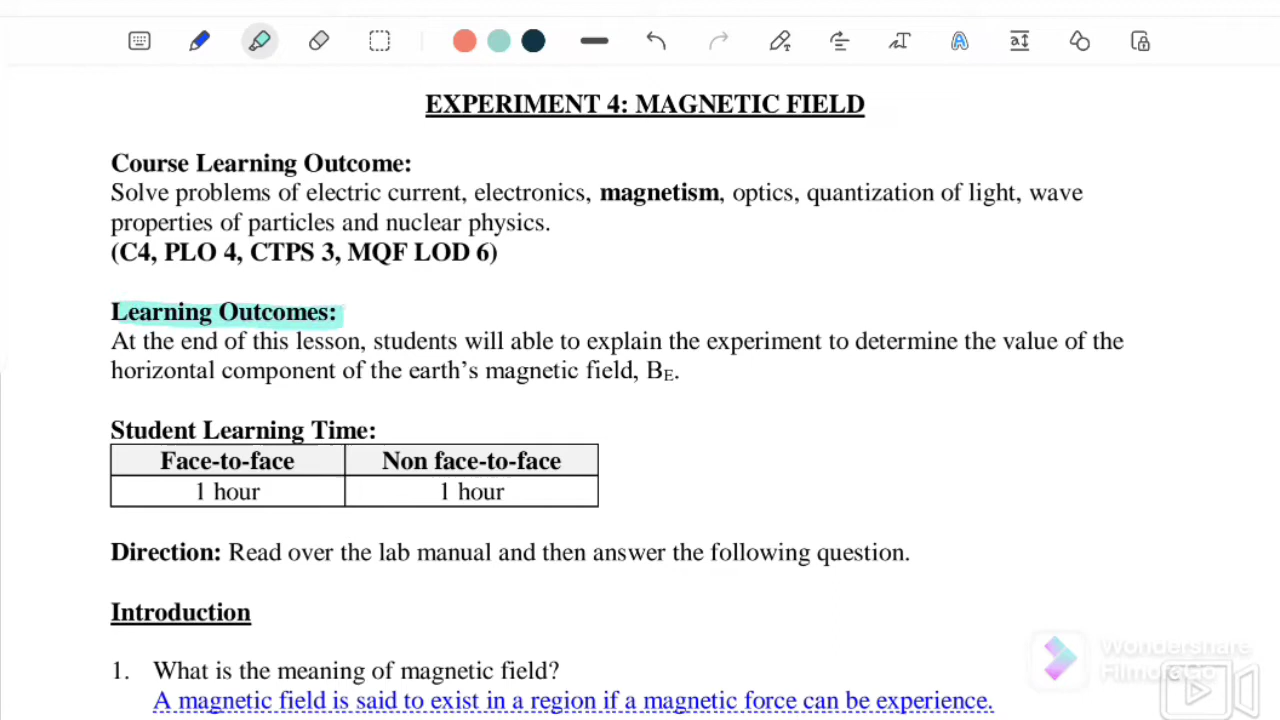 EXPERIMENT 4: MAGNETIC FIELD
Course Learning Outcome:
Solve problems of electric current, electronics, magnetism, optics, quantization of light, wave
properties of particles and nuclear physics.
(C4, PLO 4, CTPS 3, MQF LOD 6)
Learning Outcomes:
At the end of this lesson, students will able to explain the experiment to determine the value of the
horizontal component of the earth's magnetic field, BE.
Student Learning Time:
Face-to-face Non face-to-face
1 hour 1 hour
Direction: Read over the lab manual and then answer the following question.
Introduction
1. What is the meaning of magnetic field?
A magnetic field is said to exist in a region if a magnetic force can be experience.
Wondershare
FilmoraGo